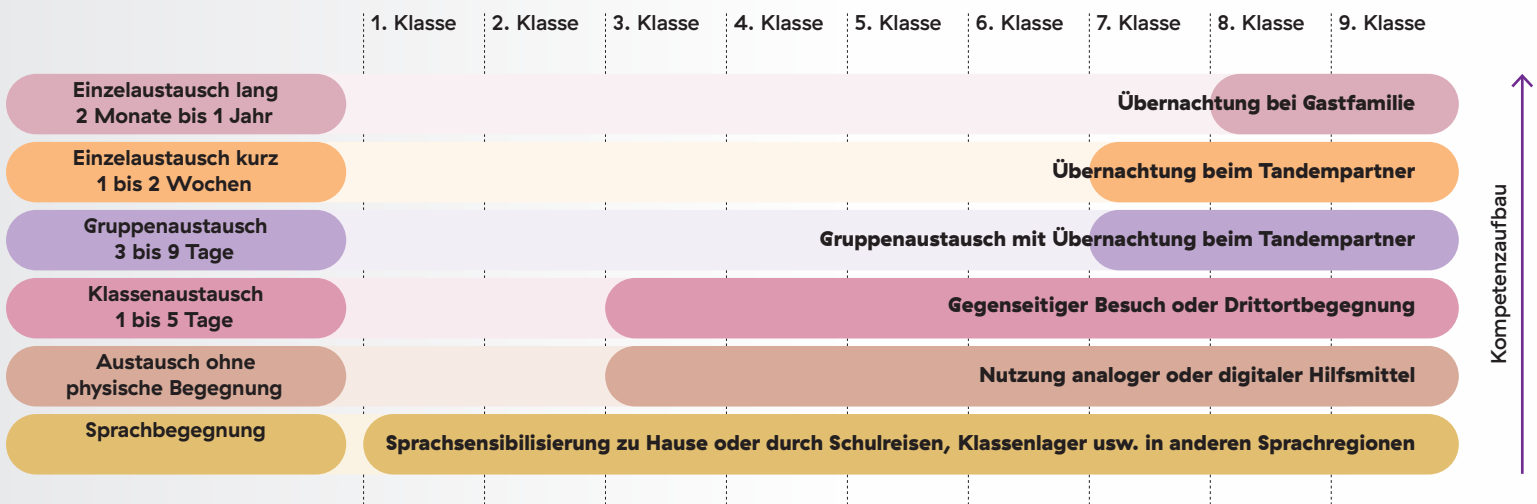 1. Klasse 2. Klasse 3. Klasse 4. Klasse 5. Klasse 6. Klasse 7. Klasse 8. Klasse 9. Klasse
Einzelaustausch lang
2 Monate bis 1 Jahr
Übernachtung bei Gastfamilie
Einzelaustausch kurz
1 bis 2 Wochen
Übernachtung beim Tandempartner
Gruppenaustausch
3 bis 9 Tage
Gruppenaustausch mit Übernachtung beim Tandempartner
Klassenaustausch
1 bis 5 Tage
Gegenseitiger Besuch oder Drittortbegegnung
Austausch ohne
physische Begegnung
Nutzung analoger oder digitaler Hilfsmittel
Sprachbegegnung
Sprachsensibilisierung zu Hause oder durch Schulreisen, Klassenlager usw. in anderen Sprachregionen
Kompetenzaufbau